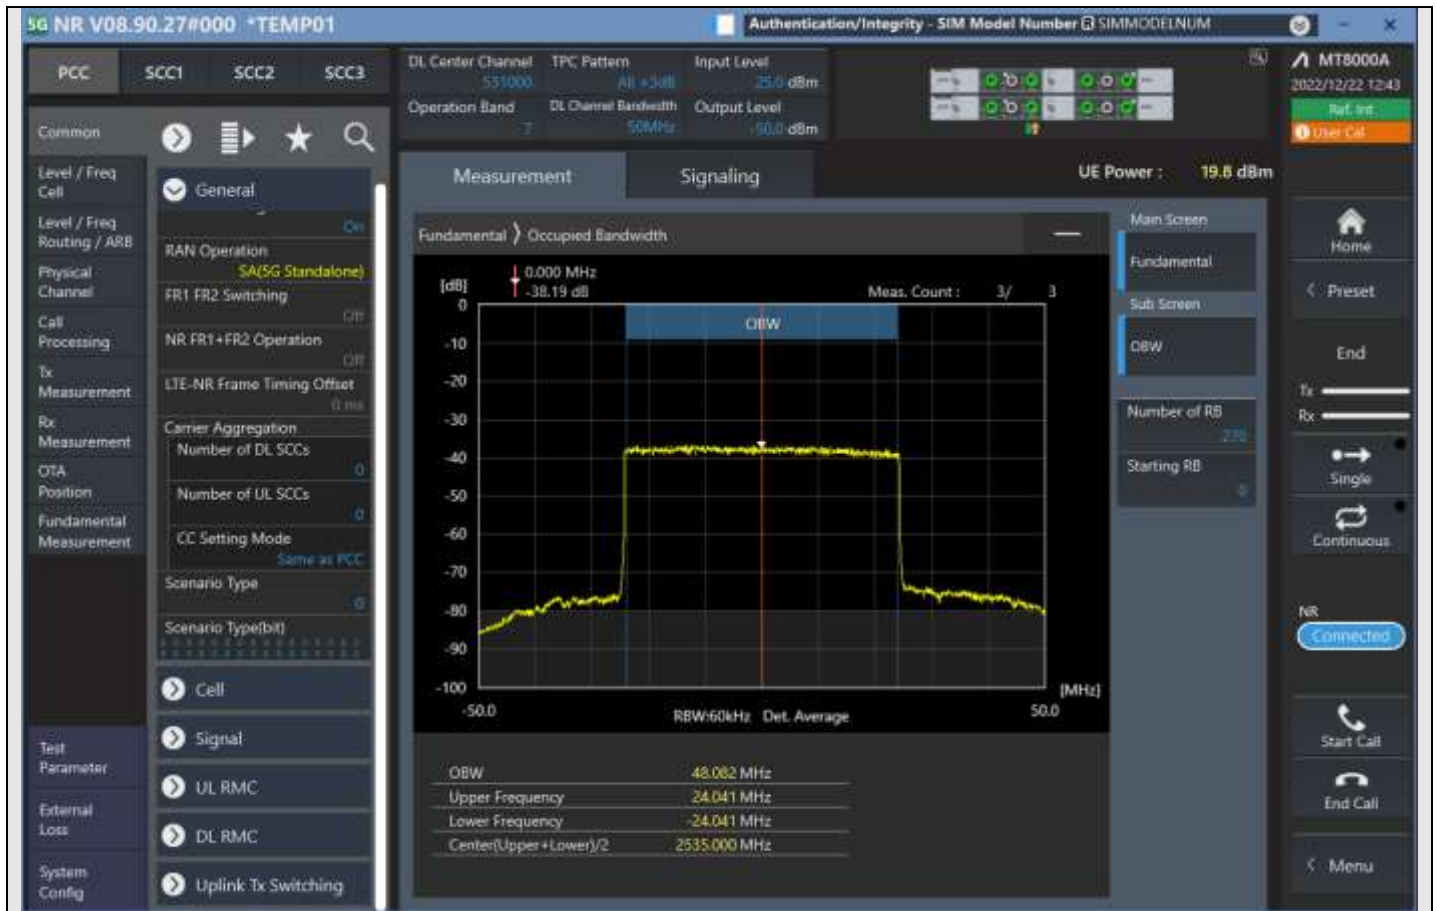 5G NR V08.90.27#000 *TEMP01
Authentication/Integrity - SIM Model Number SIMMODELNUM
PCC SCC1 SCC2 SCC3
DL Center Channel TPC Pattern Input Level
531000 All +3dB 25.0 dBm
Operation Band DL Channel Bandwidth Output Level
7 50MHz -50.0 dBm
MT8000A
2022/12/22 12:43
Ref. Int
User Cal
Common
Level / Freq
Cell
Level / Freq
Routing / ARB
Physical
Channel
Call
Processing
Tx
Measurement
Rx
Measurement
OTA
Position
Fundamental
Measurement
Test
Parameter
External
Loss
System
Config
General
On
RAN Operation
SA(5G Standalone)
FR1 FR2 Switching
Off
NR FR1+FR2 Operation
Off
LTE-NR Frame Timing Offset
0 ms
Carrier Aggregation
Number of DL SCCs
0
Number of UL SCCs
0
CC Setting Mode
Same as PCC
Scenario Type
0
Scenario Type(bit)
Cell
Signal
UL RMC
DL RMC
Uplink Tx Switching
Measurement Signaling
UE Power : 19.8 dBm
Fundamental Occupied Bandwidth
[dB]
0.000 MHz
-38.19 dB
Meas. Count : 3/ 3
OBW
0
-10
-20
-30
-40
-50
-60
-70
-80
-90
-100
[MHz]
-50.0 50.0
RBW:60kHz Det. Average
OBW 48.082 MHz
Upper Frequency 24.041 MHz
Lower Frequency -24.041 MHz
Center(Upper+Lower)/2 2535.000 MHz
Main Screen
Fundamental
Sub Screen
OBW
Number of RB
270
Starting RB
0
Home
Preset
End
Tx
Rx
Single
Continuous
NR
Connected
Start Call
End Call
Menu